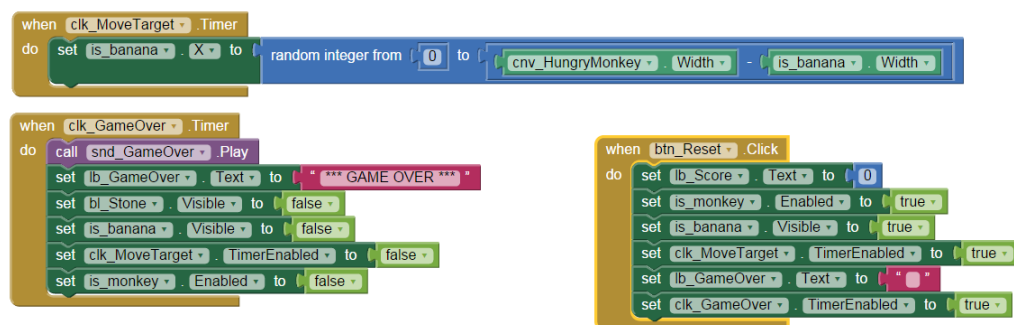 when clk_MoveTarget .Timer
do set is_banana . X to random integer from 0 to cnv_HungryMonkey . Width - is_banana . Width
when clk_GameOver .Timer
do call snd_GameOver .Play
set lb_GameOver . Text to " *** GAME OVER *** "
set bl_Stone . Visible to false
set is_banana . Visible to false
set clk_MoveTarget . TimerEnabled to false
set is_monkey . Enabled to false
when btn_Reset .Click
do set lb_Score . Text to 0
set is_monkey . Enabled to true
set is_banana . Visible to true
set clk_MoveTarget . TimerEnabled to true
set lb_GameOver . Text to " "
set clk_GameOver . TimerEnabled to true